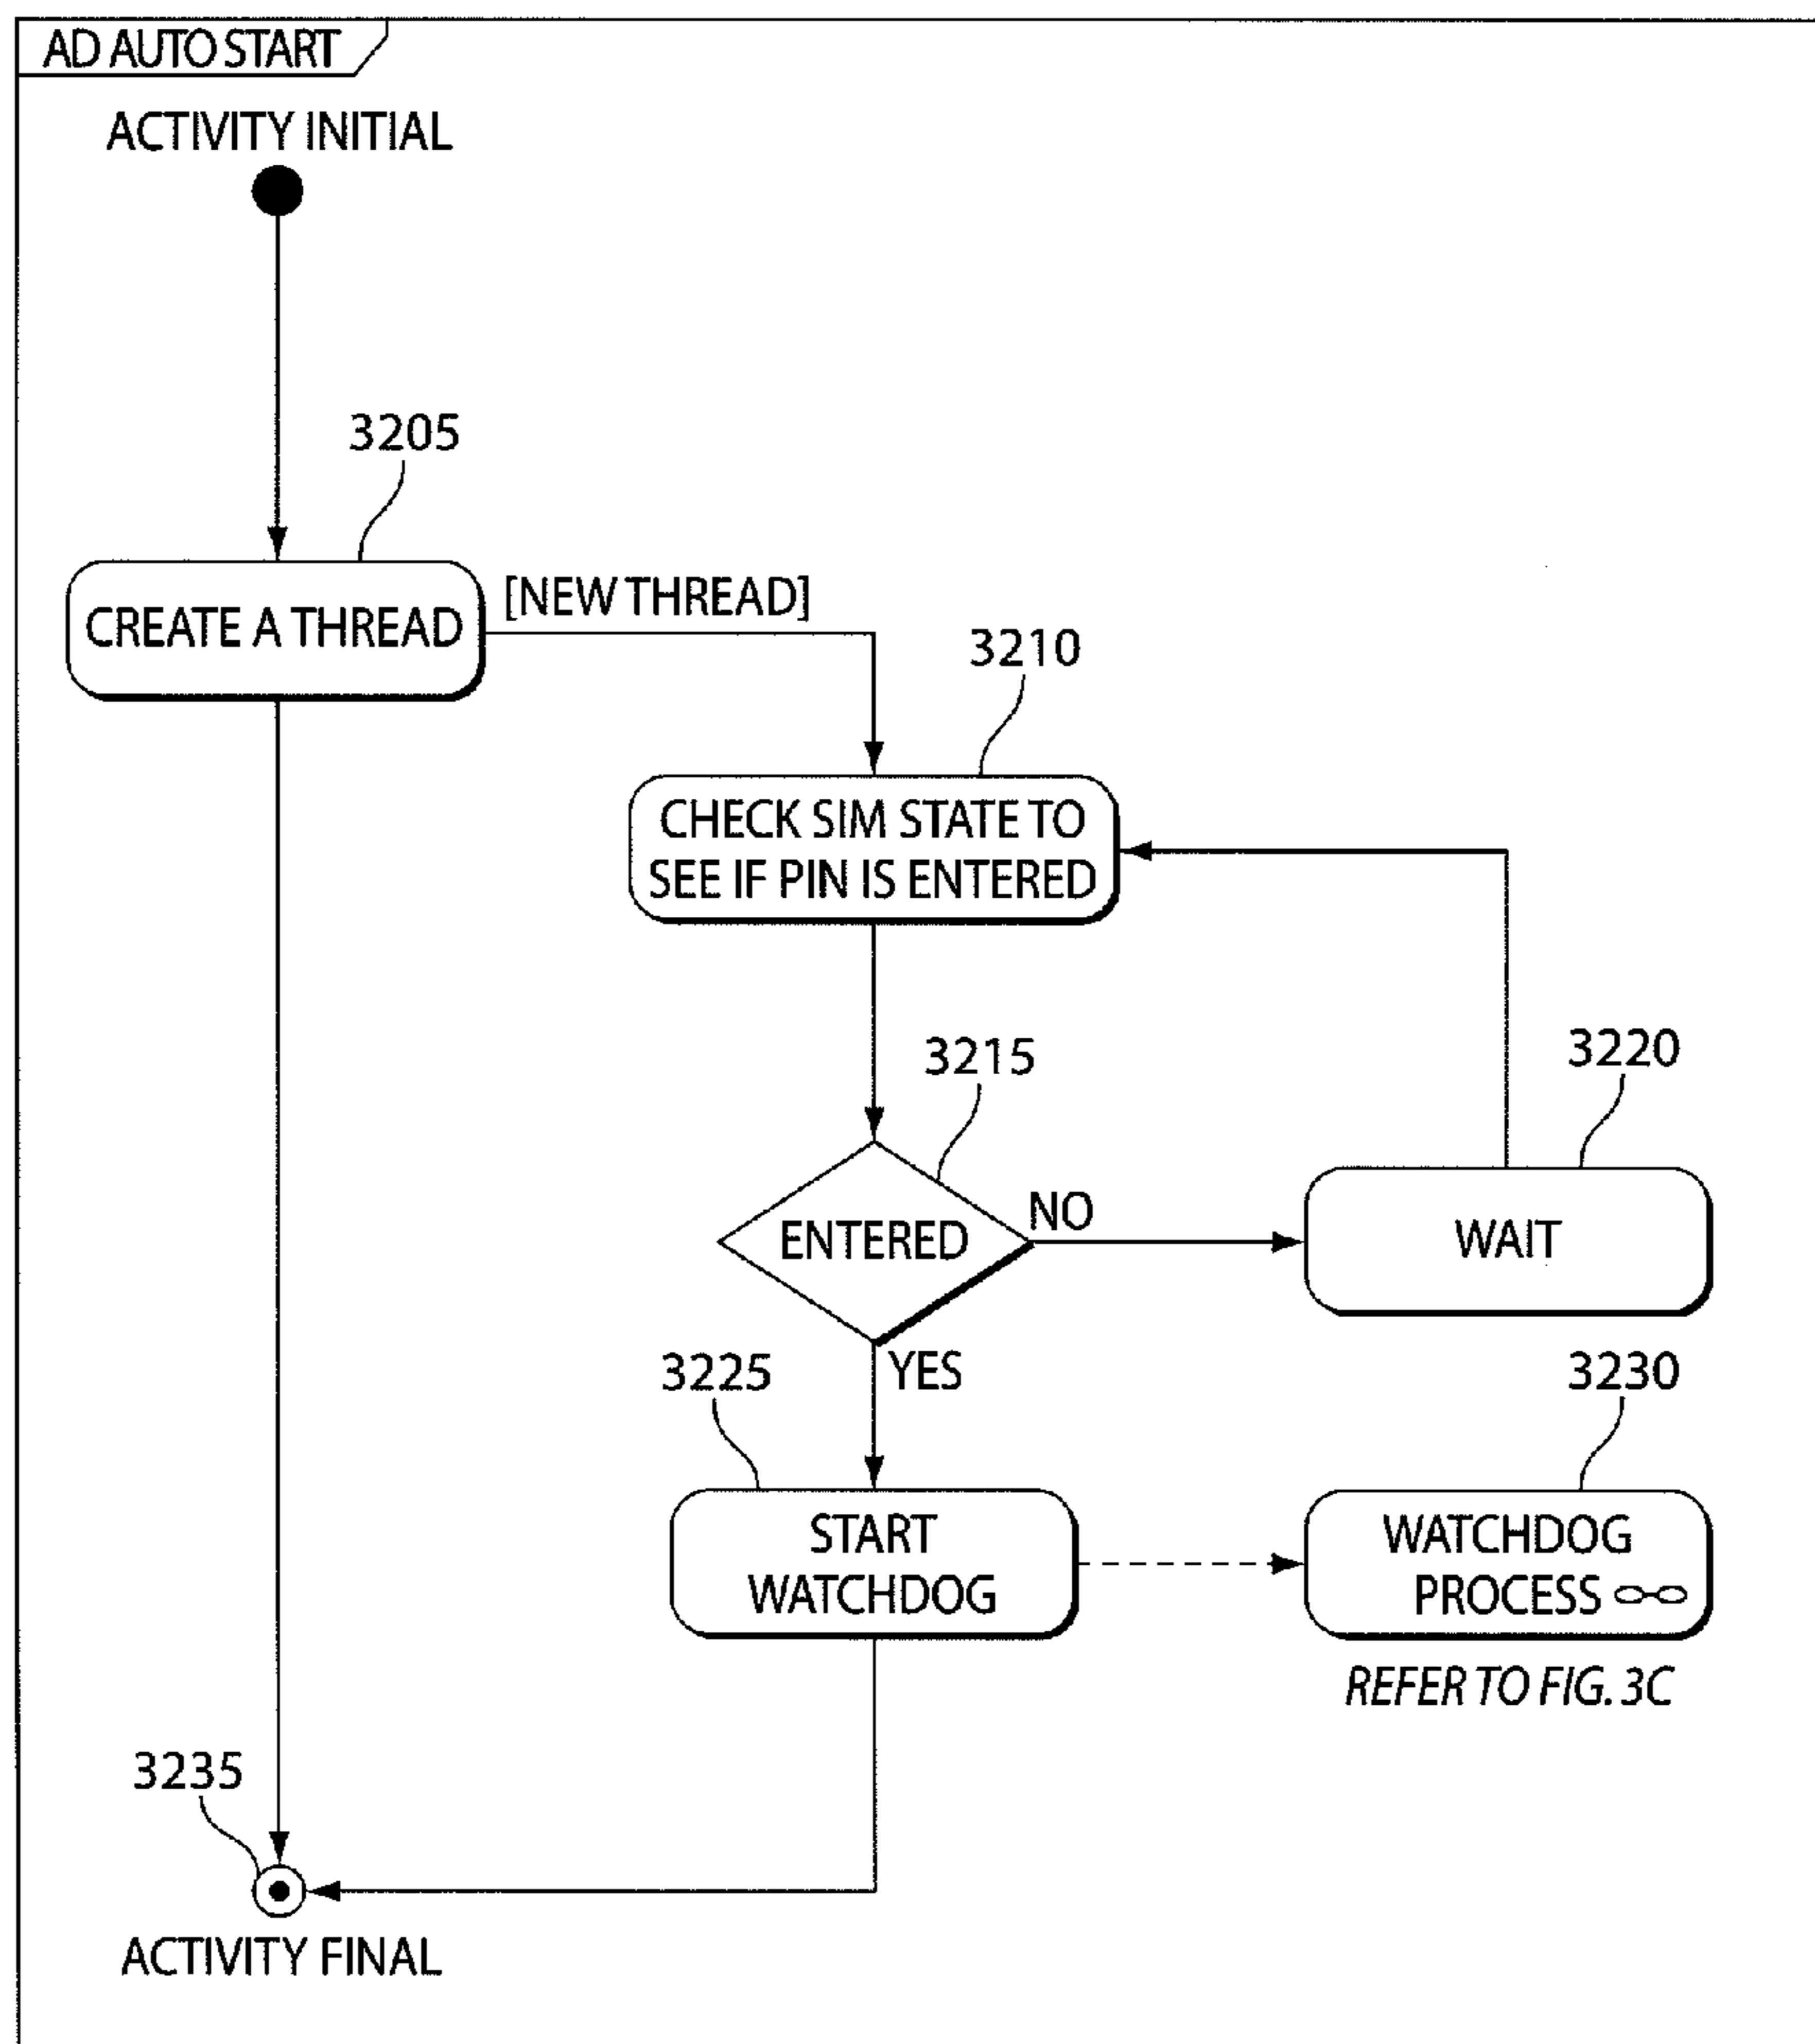 AD AUTO START
ACTIVITY INITIAL
3205
CREATE A THREAD
[NEW THREAD]
3210
CHECK SIM STATE TO
SEE IF PIN IS ENTERED
3215
ENTERED
NO
3220
WAIT
YES
3225
START
WATCHDOG
3230
WATCHDOG
PROCESS
REFER TO FIG. 3C
3235
ACTIVITY FINAL